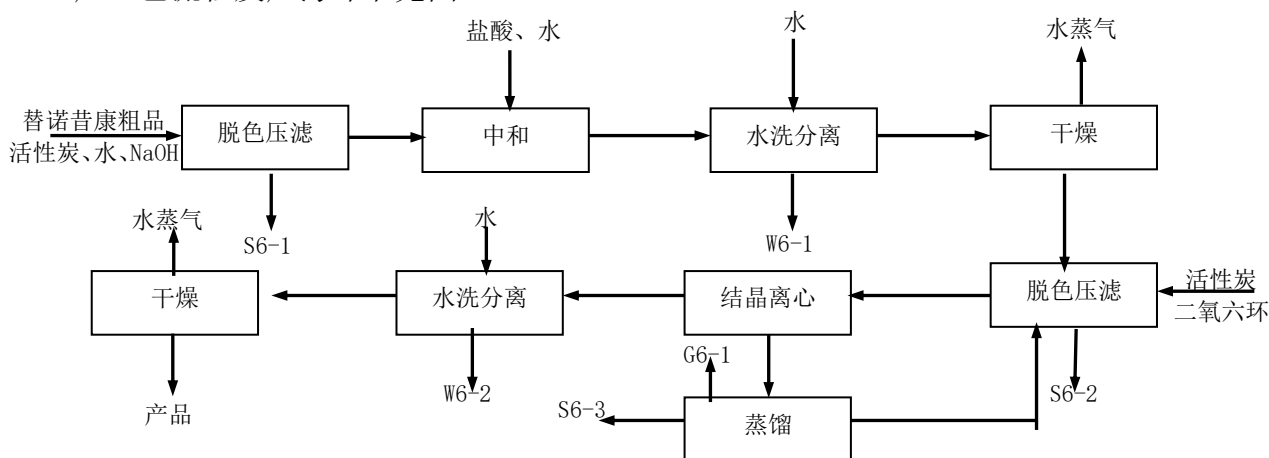 盐酸、水
水
水蒸气
替诺昔康粗品
活性炭、水、NaOH
脱色压滤
中和
水洗分离
干燥
S6-1
W6-1
水蒸气
水
干燥
水洗分离
结晶离心
脱色压滤
活性炭
二氧六环
产品
W6-2
G6-1
S6-2
S6-3
蒸馏